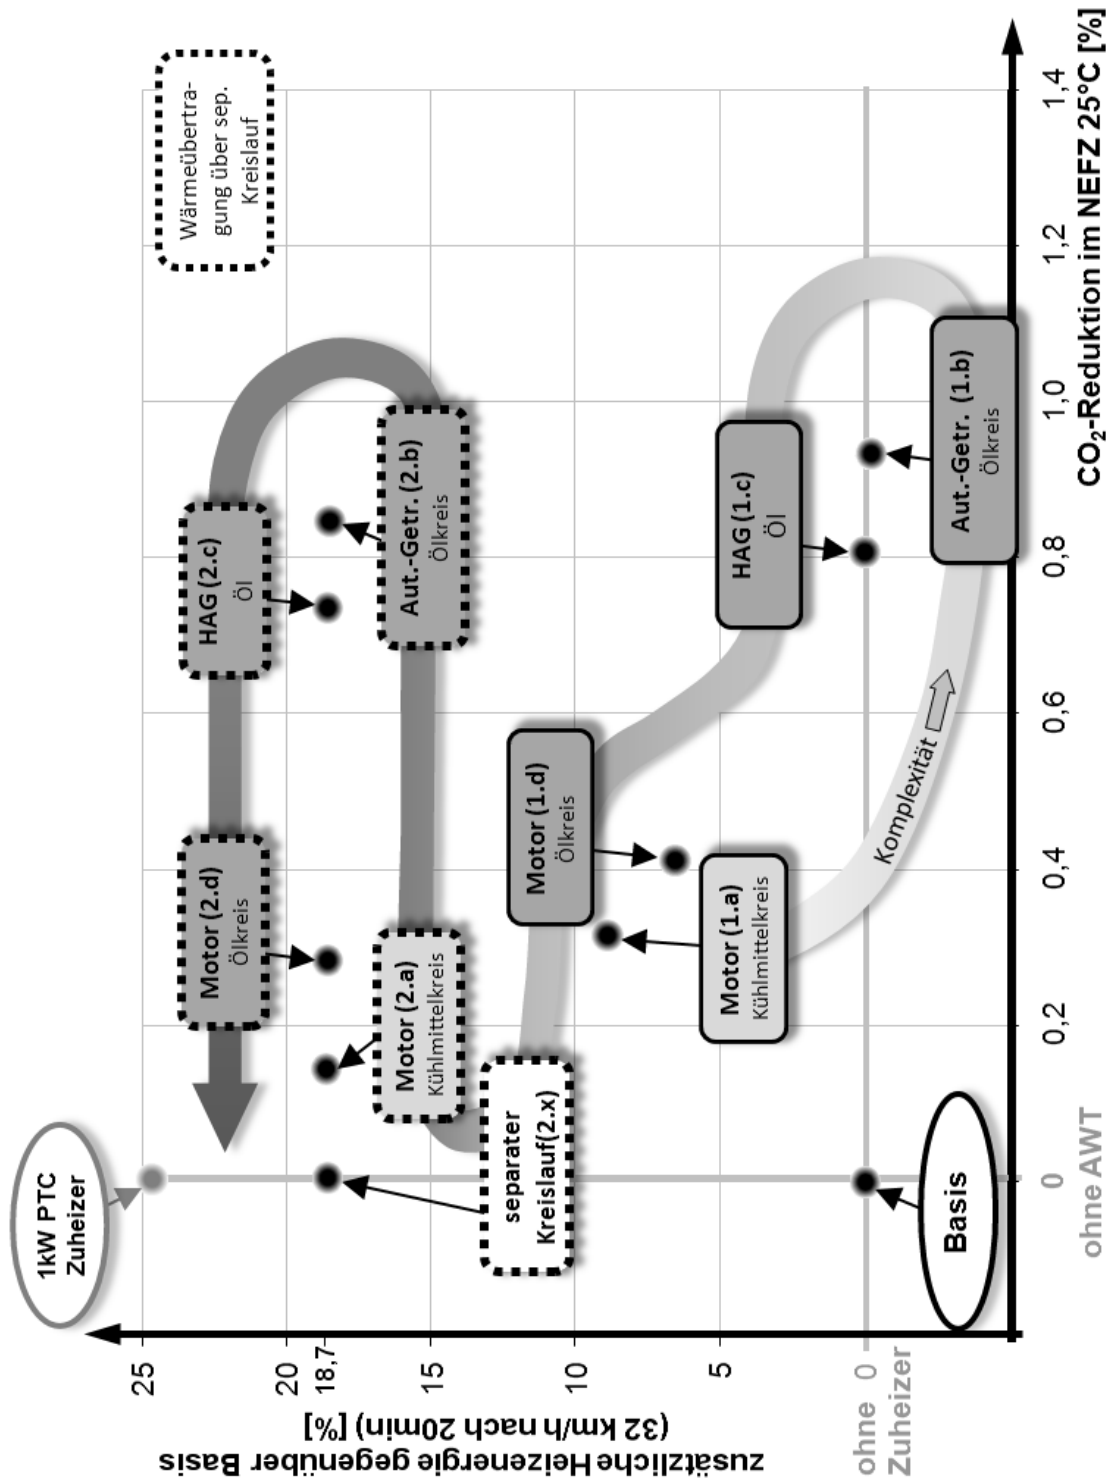 zusätzliche Heizenergie gegenüber Basis
(32 km/h nach 20min) [%]
25
20
18,7
15
10
5
ohne 0
Zuheizer
1kW PTC
Zuheizer
Wärmeübertra-
gung über sep.
Kreislauf
Motor (2.d)
Ölkreis
HAG (2.c)
Öl
Motor (2.a)
Kühlmittelkreis
Aut.-Getr. (2.b)
Ölkreis
separater
Kreislauf(2.x)
Motor (1.d)
Ölkreis
HAG (1.c)
Öl
Motor (1.a)
Kühlmittelkreis
Komplexität
Aut.-Getr. (1.b)
Ölkreis
Basis
0
0,2
0,4
0,6
0,8
1,0
1,2
1,4
ohne AWT
CO₂-Reduktion im NEFZ 25°C [%]